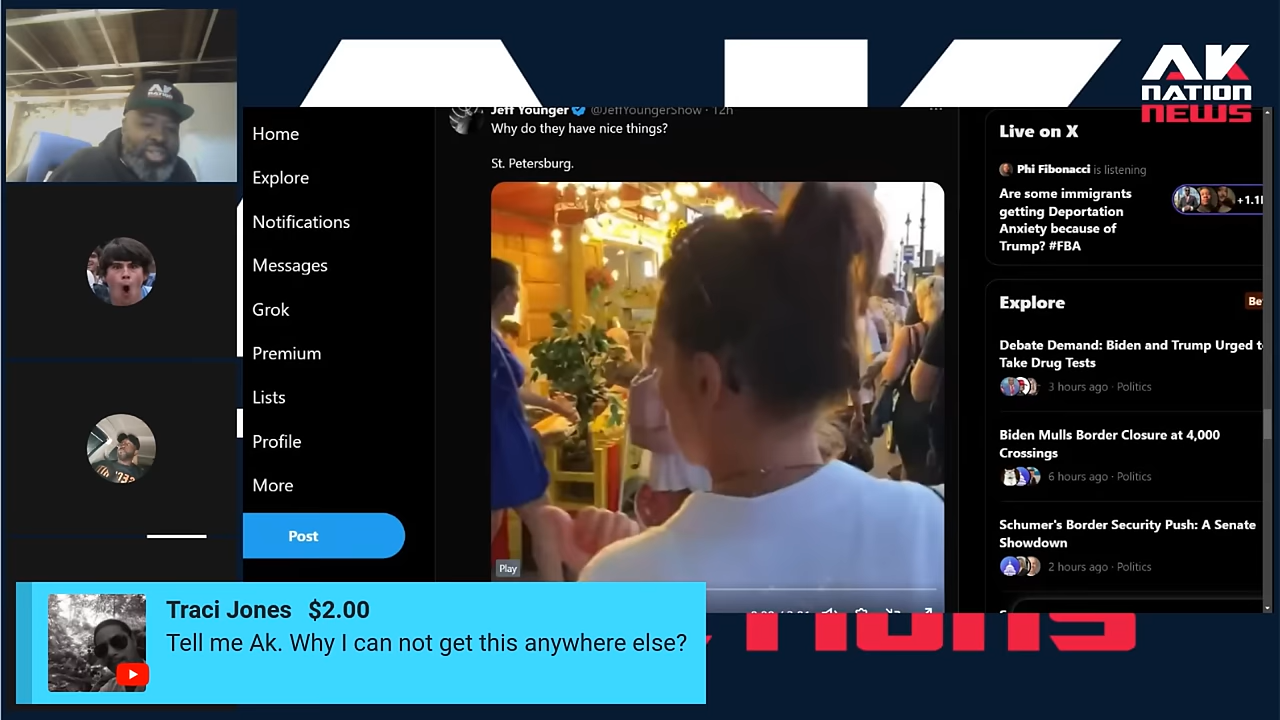 AK
NATION
NEWS
Jeff Younger @JeffYoungerShow · 12h
Why do they have nice things?
St. Petersburg.
Play
Home
Explore
Notifications
Messages
Grok
Premium
Lists
Profile
More
Post
Live on X
Phi Fibonacci is listening
Are some immigrants
getting Deportation
Anxiety because of
Trump? #FBA
Explore
Debate Demand: Biden and Trump Urged to
Take Drug Tests
3 hours ago · Politics
Biden Mulls Border Closure at 4,000
Crossings
6 hours ago · Politics
Schumer's Border Security Push: A Senate
Showdown
2 hours ago · Politics
Traci Jones $2.00
Tell me Ak. Why I can not get this anywhere else?